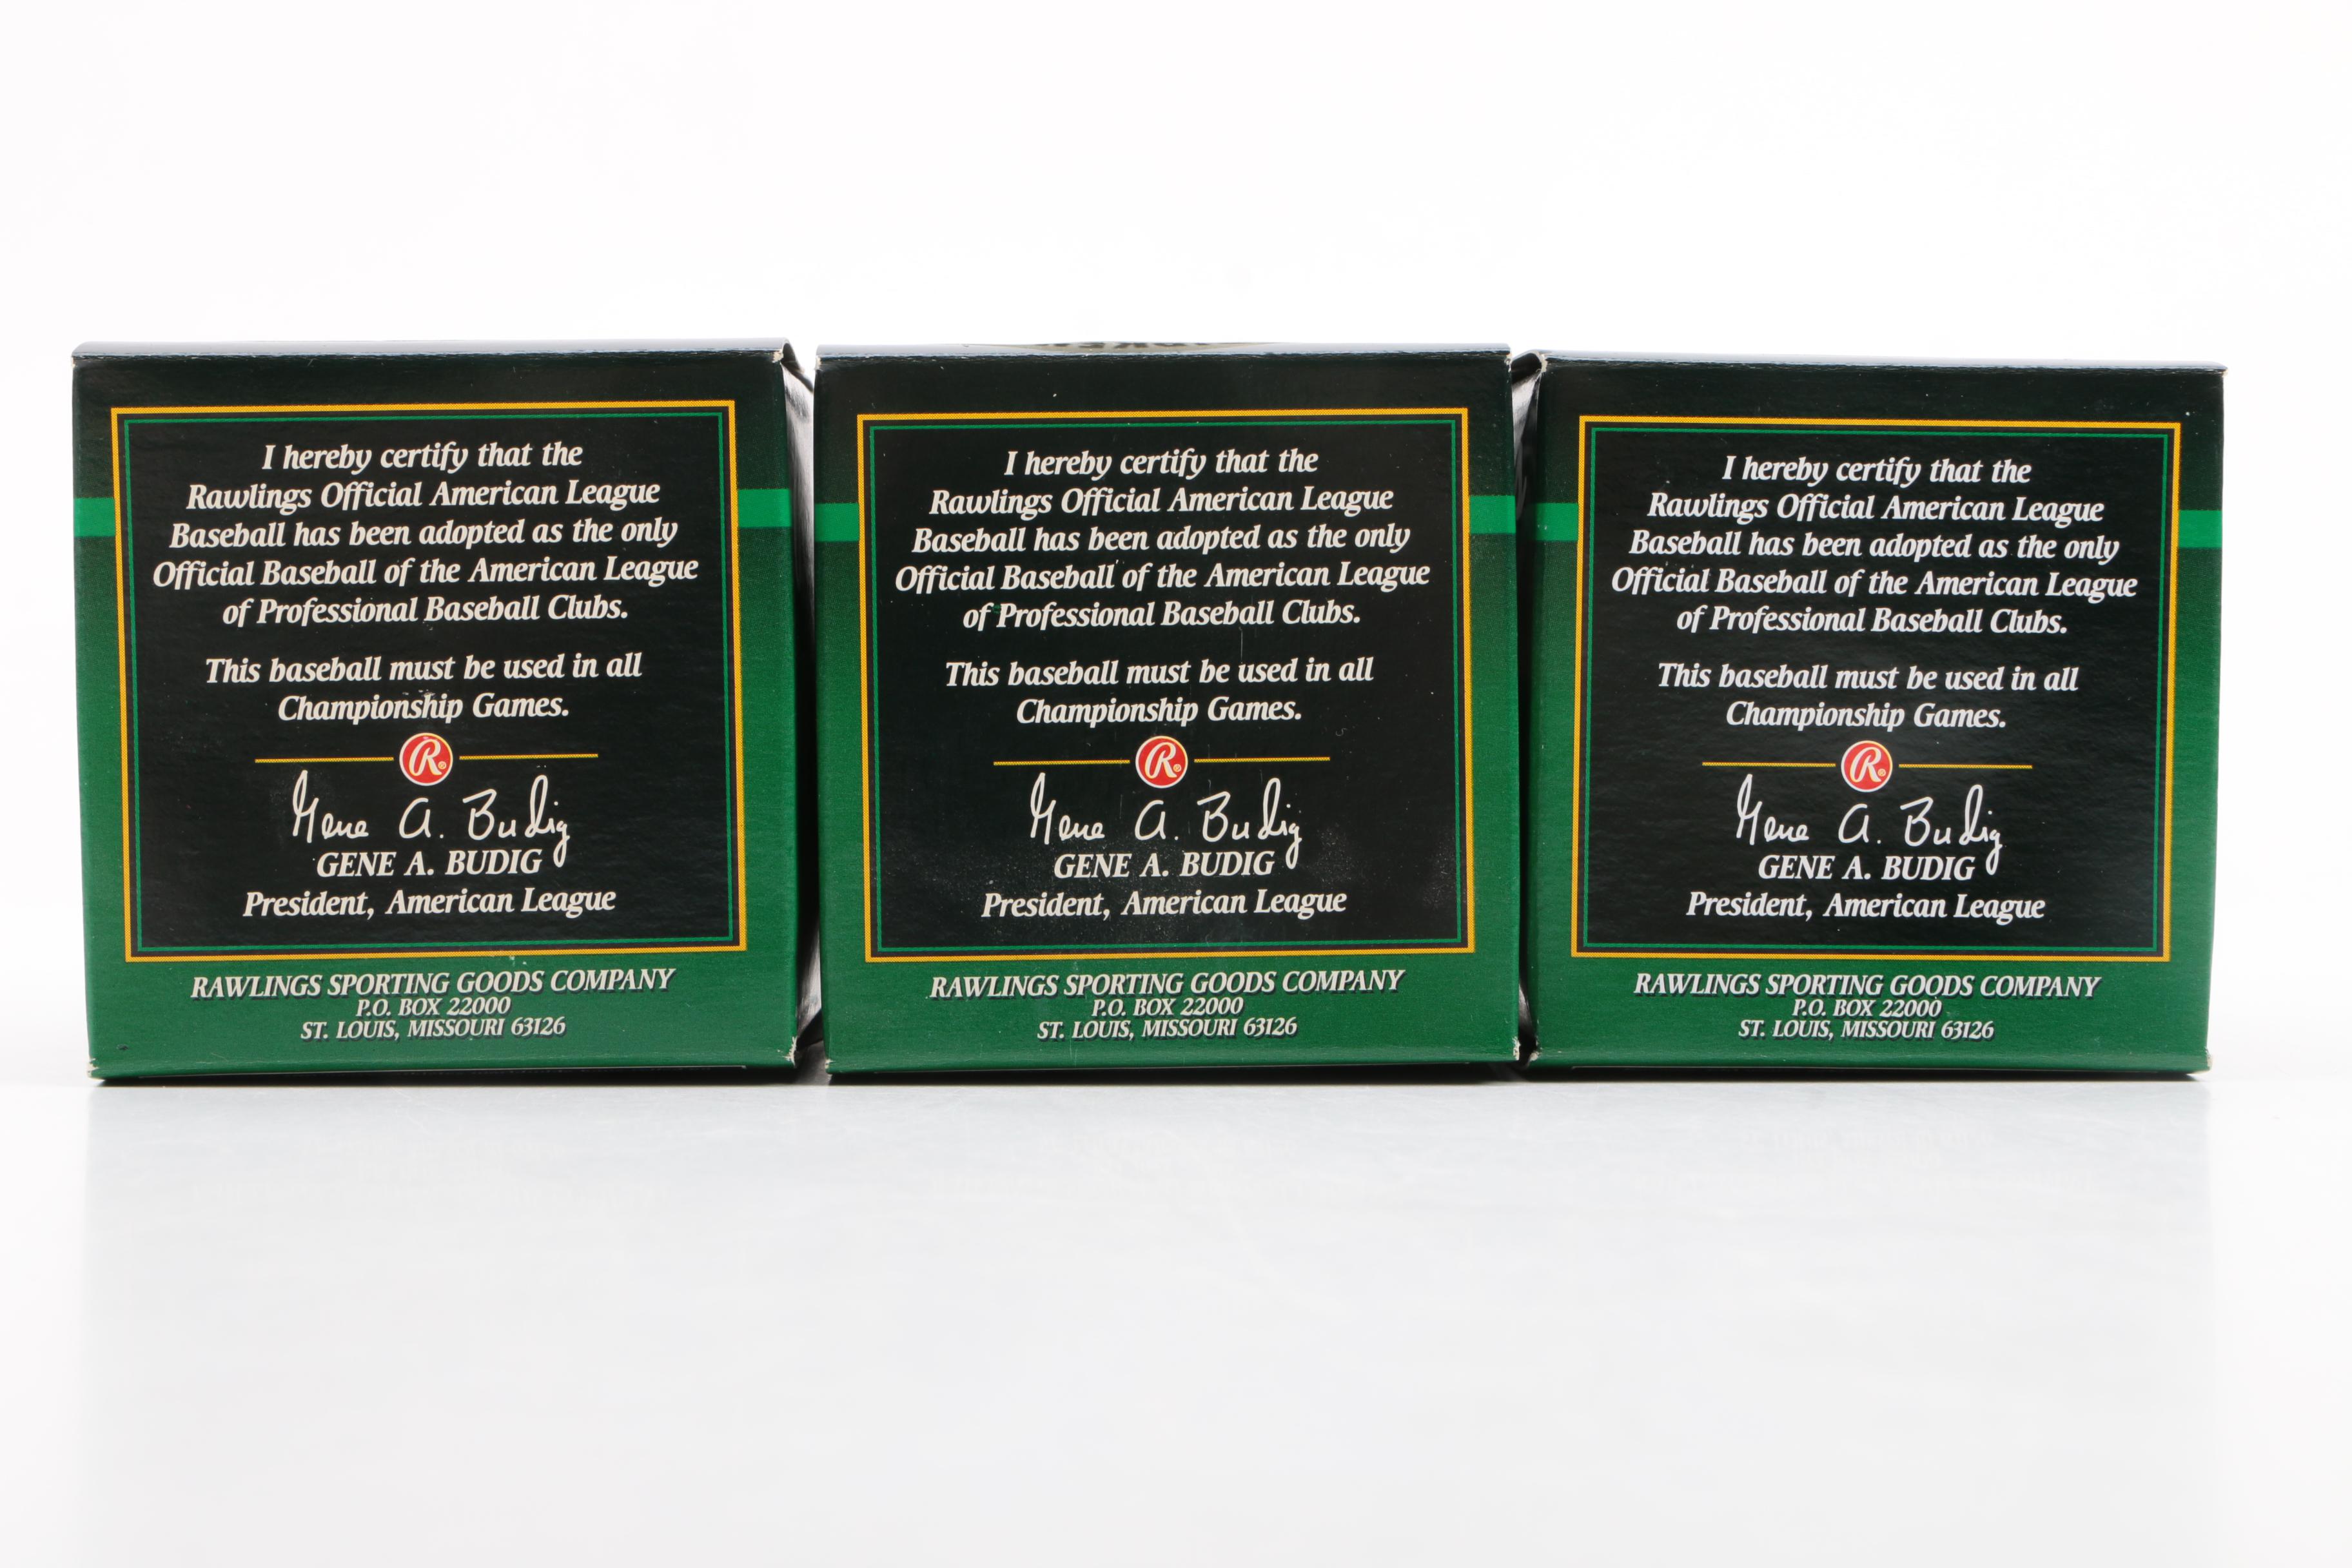 I hereby certify that the
Rawlings Official American League
Baseball has been adopted as the only
Official Baseball of the American League
of Professional Baseball Clubs.
This baseball must be used in all
Championship Games.
R®
Gene A. Budig
GENE A. BUDIG
President, American League
RAWLINGS SPORTING GOODS COMPANY
P.O. BOX 22000
ST. LOUIS, MISSOURI 63126
I hereby certify that the
Rawlings Official American League
Baseball has been adopted as the only
Official Baseball of the American League
of Professional Baseball Clubs.
This baseball must be used in all
Championship Games.
R®
Gene A. Budig
GENE A. BUDIG
President, American League
RAWLINGS SPORTING GOODS COMPANY
P.O. BOX 22000
ST. LOUIS, MISSOURI 63126
I hereby certify that the
Rawlings Official American League
Baseball has been adopted as the only
Official Baseball of the American League
of Professional Baseball Clubs.
This baseball must be used in all
Championship Games.
R®
Gene A. Budig
GENE A. BUDIG
President, American League
RAWLINGS SPORTING GOODS COMPANY
P.O. BOX 22000
ST. LOUIS, MISSOURI 63126